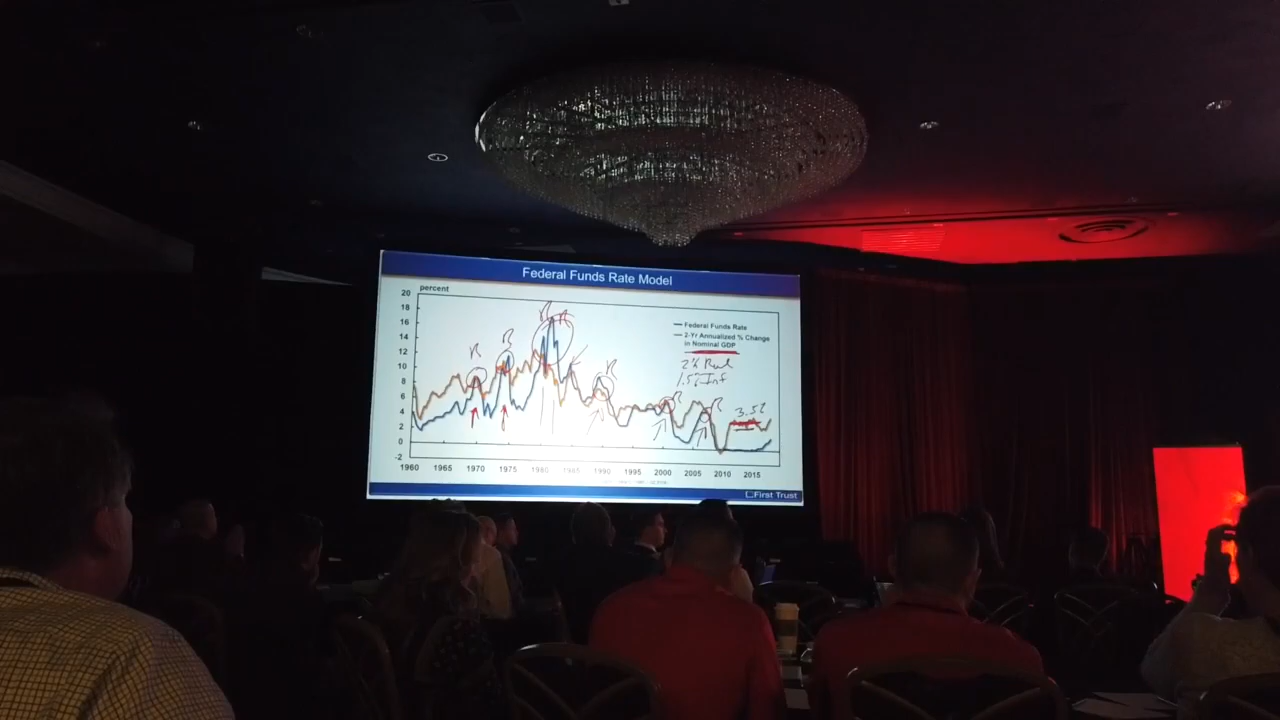 Federal Funds Rate Model
percent
20
18
16
14
12
10
8
6
4
2
0
-2
1960 1965 1970 1975 1980 1985 1990 1995 2000 2005 2010 2015
Federal Funds Rate
2-Yr Annualized % Change
in Nominal GDP
2% Real
1.5% Inf
3.5%
R
R
R
R
R
R
R
First Trust